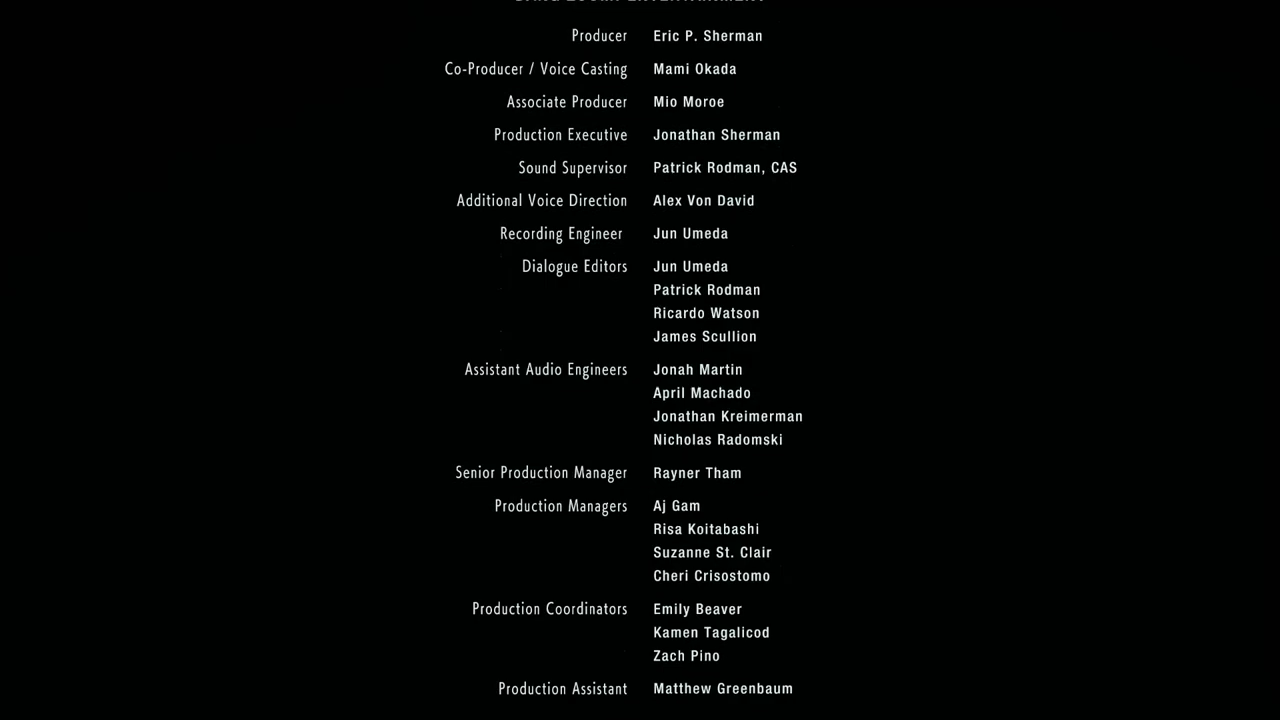 Producer Eric P. Sherman
Co-Producer / Voice Casting Mami Okada
Associate Producer Mio Moroe
Production Executive Jonathan Sherman
Sound Supervisor Patrick Rodman, CAS
Additional Voice Direction Alex Von David
Recording Engineer Jun Umeda
Dialogue Editors Jun Umeda
Patrick Rodman
Ricardo Watson
James Scullion
Assistant Audio Engineers Jonah Martin
April Machado
Jonathan Kreimerman
Nicholas Radomski
Senior Production Manager Rayner Tham
Production Managers Aj Gam
Risa Koitabashi
Suzanne St. Clair
Cheri Crisostomo
Production Coordinators Emily Beaver
Kamen Tagalicod
Zach Pino
Production Assistant Matthew Greenbaum